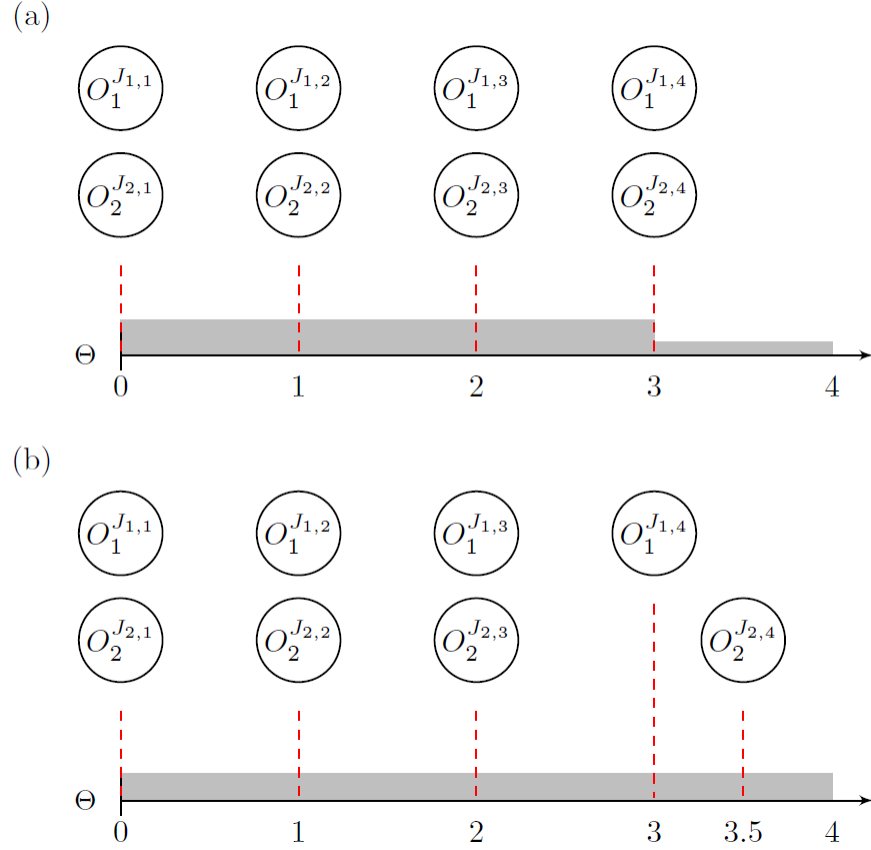 (a)
$O_1^{J_{1,1}}$ $O_1^{J_{1,2}}$ $O_1^{J_{1,3}}$ $O_1^{J_{1,4}}$
$O_2^{J_{2,1}}$ $O_2^{J_{2,2}}$ $O_2^{J_{2,3}}$ $O_2^{J_{2,4}}$
Θ
0 1 2 3 4
(b)
$O_1^{J_{1,1}}$ $O_1^{J_{1,2}}$ $O_1^{J_{1,3}}$ $O_1^{J_{1,4}}$
$O_2^{J_{2,1}}$ $O_2^{J_{2,2}}$ $O_2^{J_{2,3}}$ $O_2^{J_{2,4}}$
Θ
0 1 2 3 3.5 4